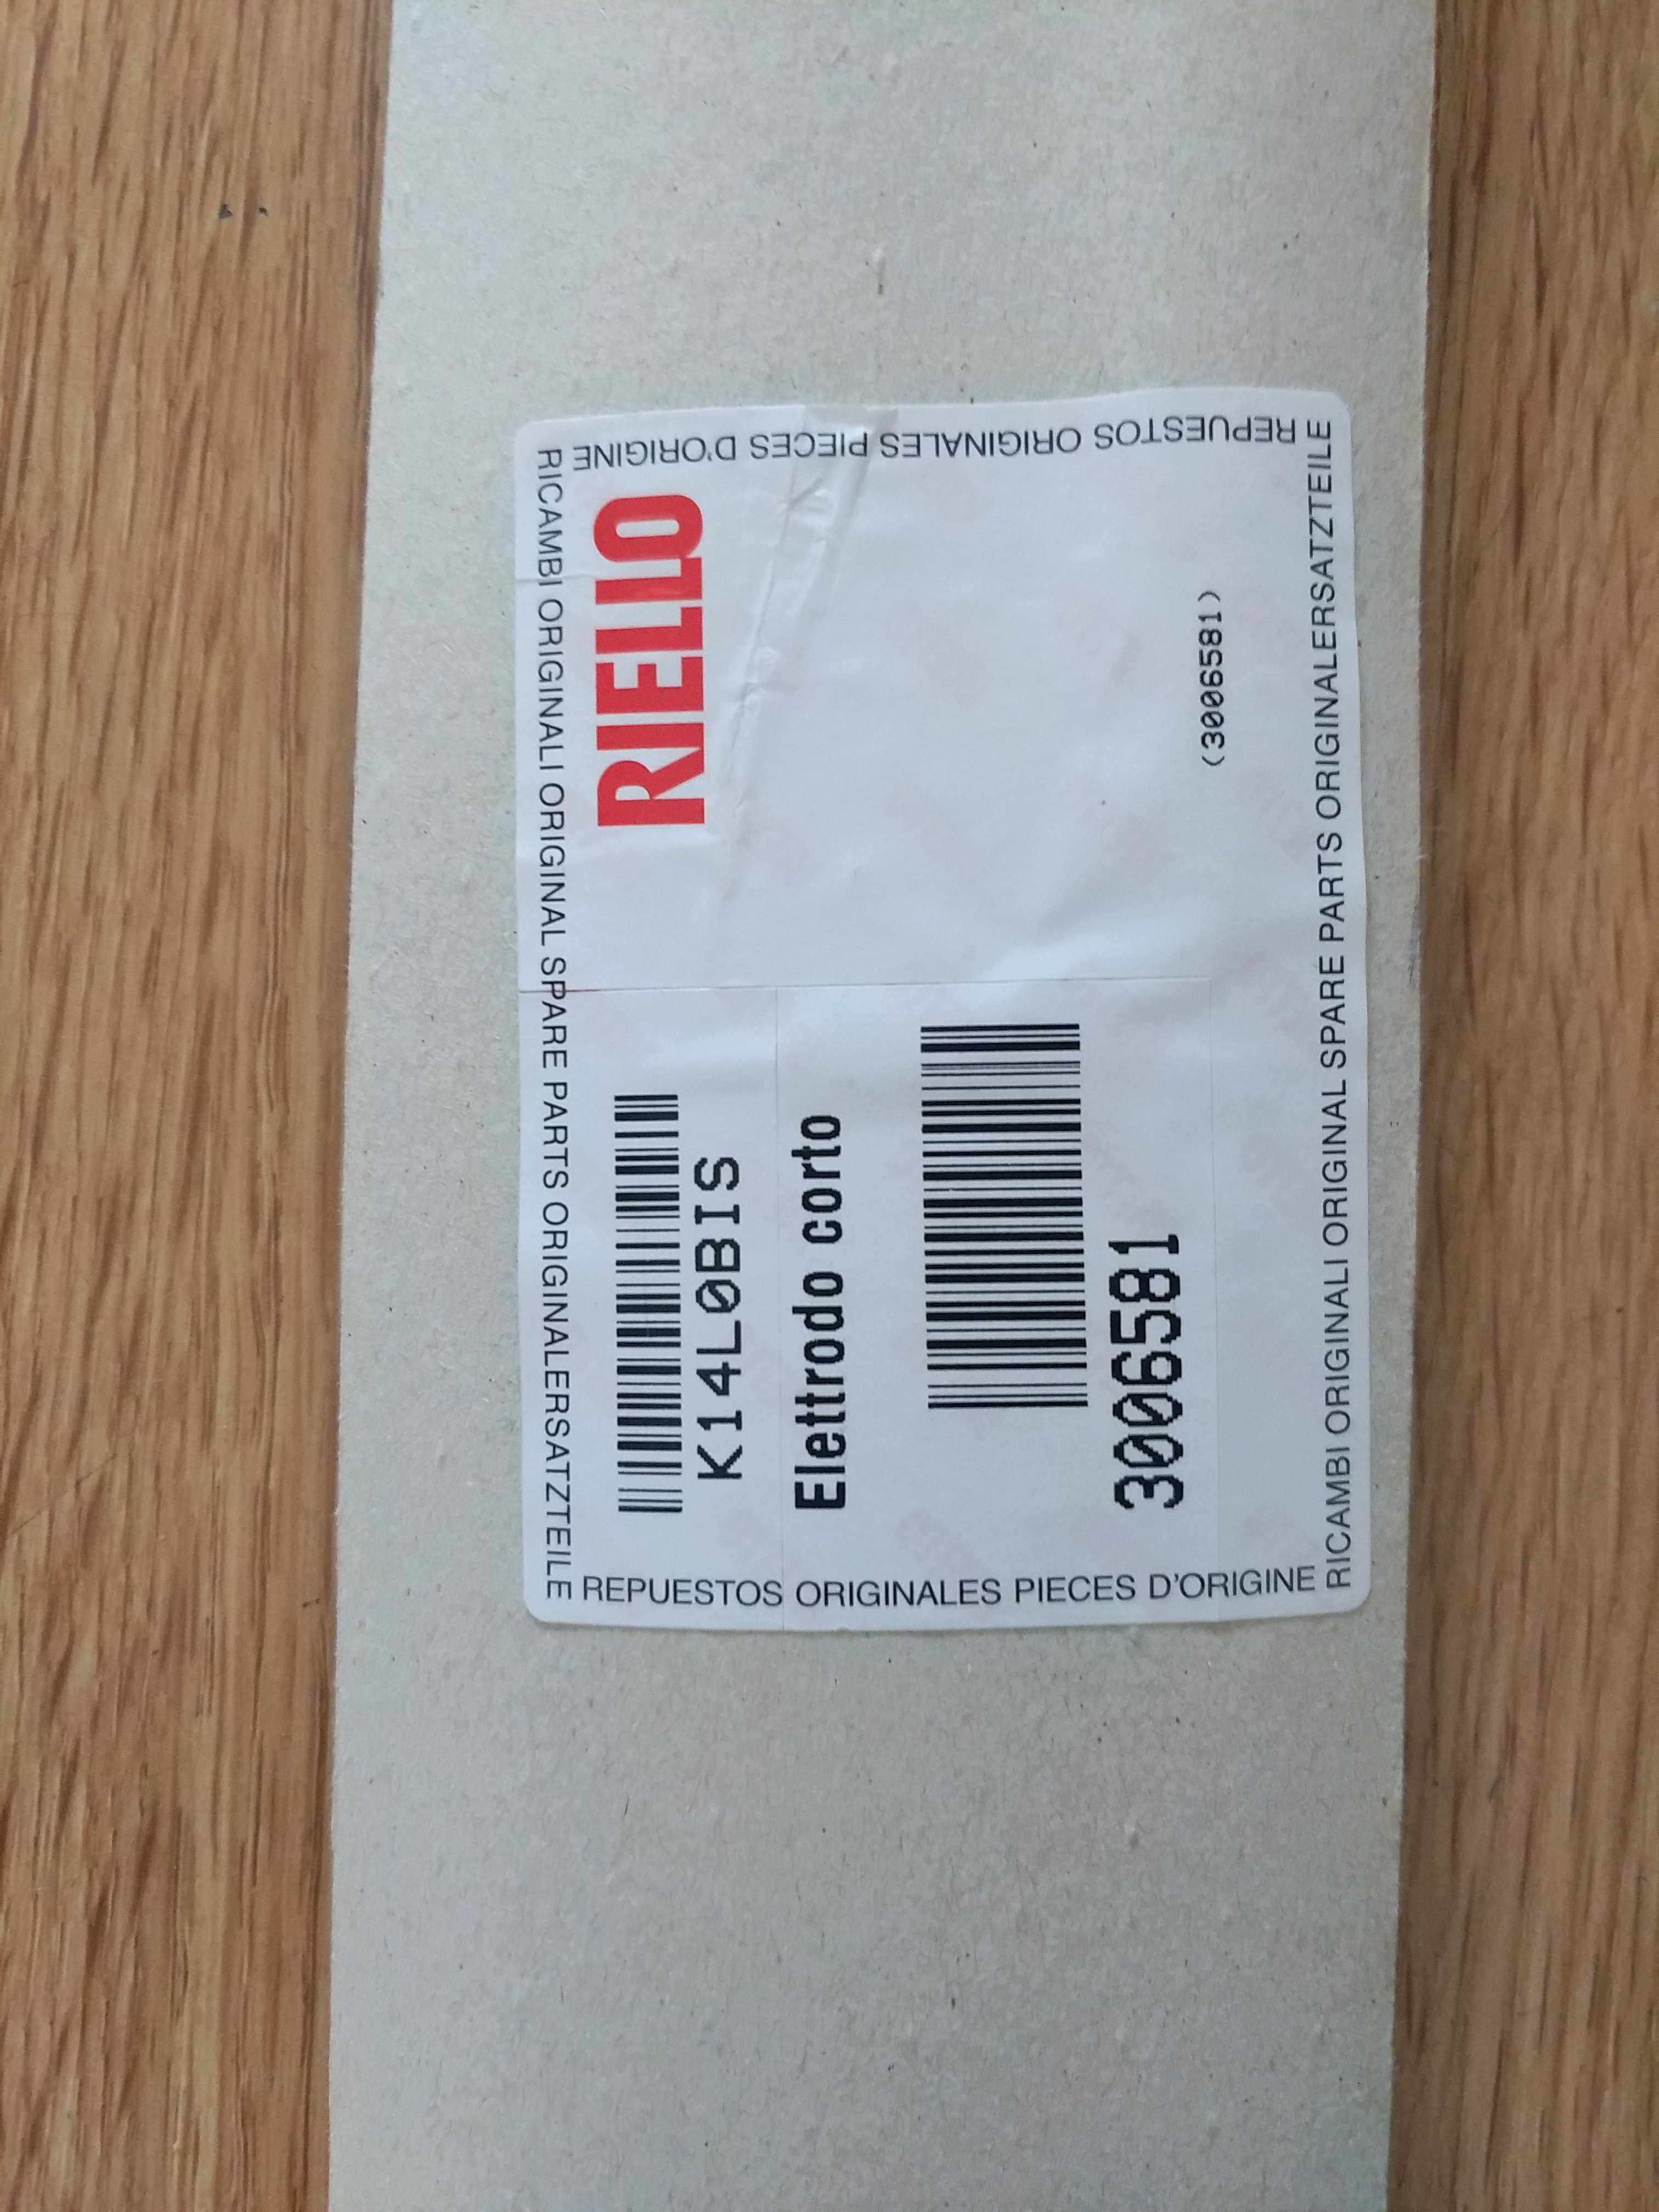 RICAMBI ORIGINALI ORIGINAL SPARE PARTS ORIGINALERSATZTEILE
REPUESTOS ORIGINALES PIECES D'ORIGINE
K14L0BIS
RIELLO
Elettrodo corto
3006581
(3006581)
RICAMBI ORIGINALI ORIGINAL SPARE PARTS ORIGINALERSATZTEILE
REPUESTOS ORIGINALES PIECES D'ORIGINE